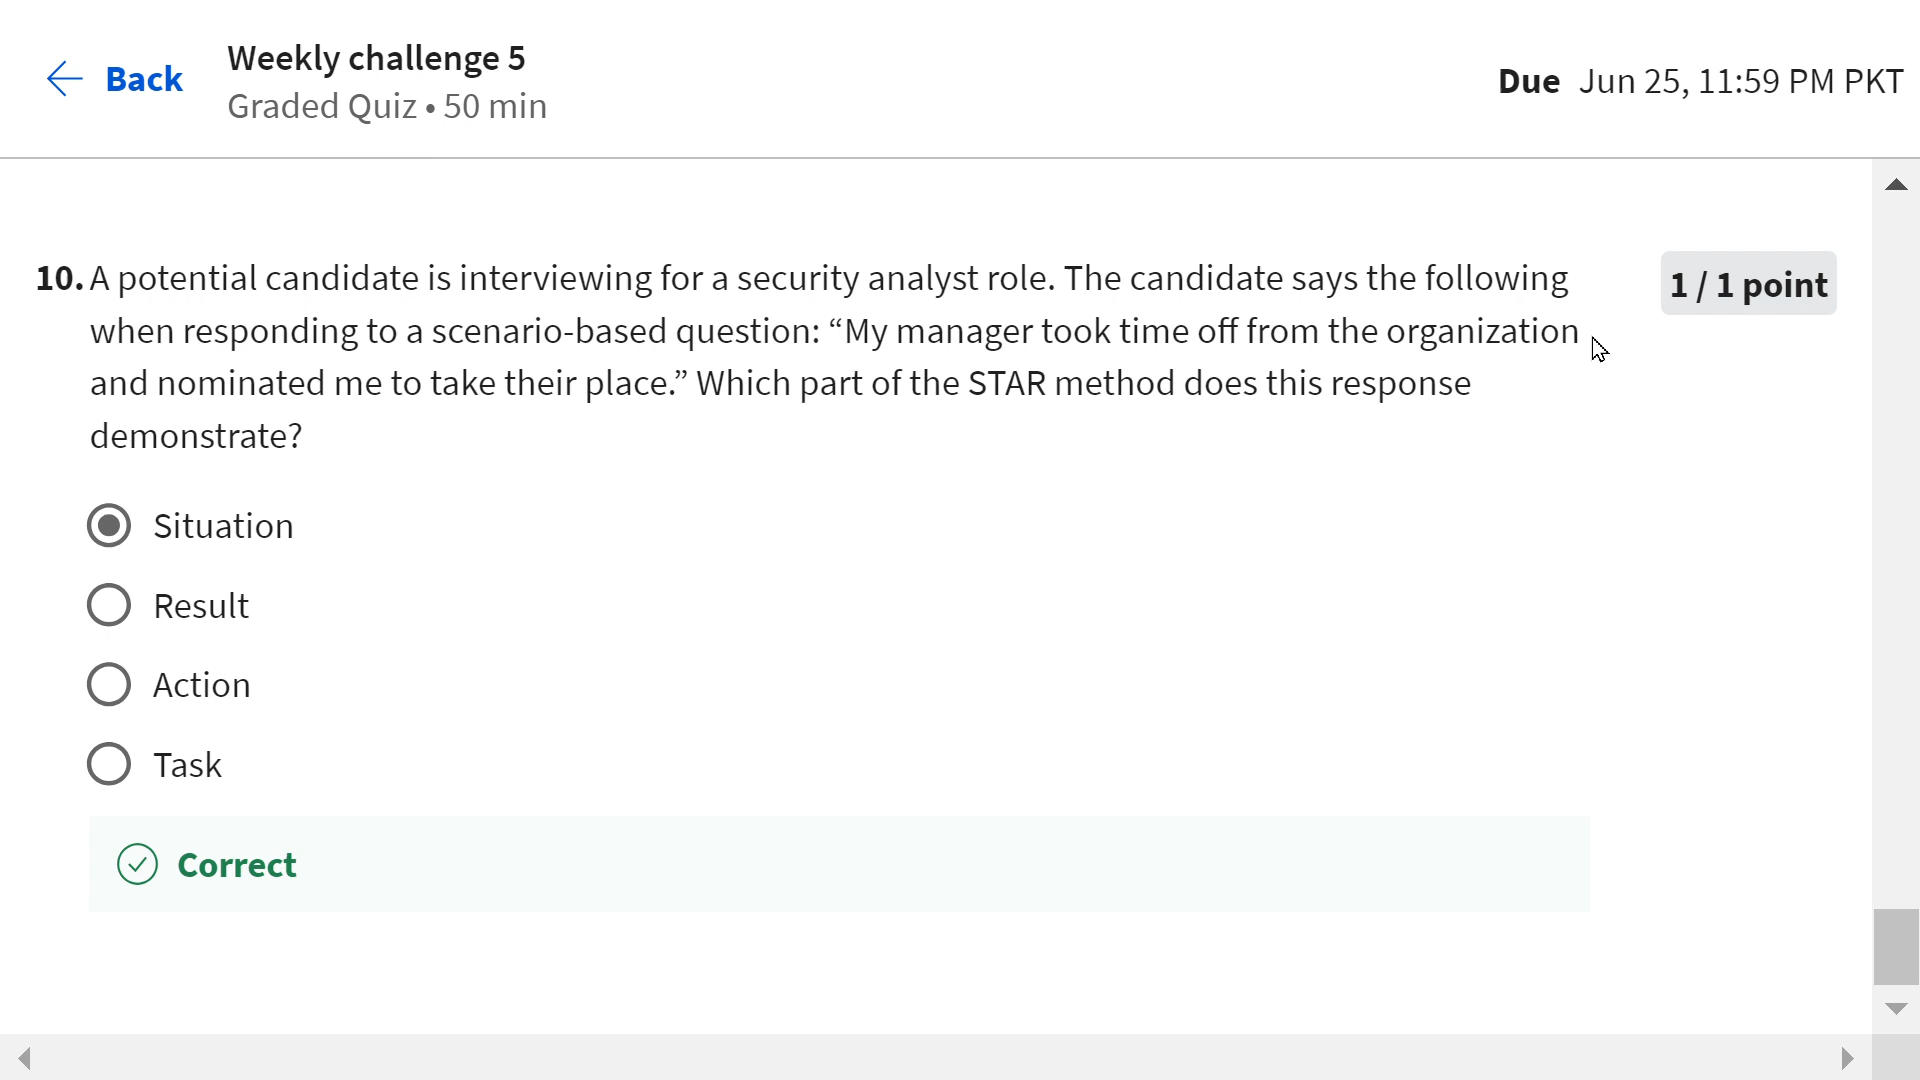 Back
Weekly challenge 5
Graded Quiz • 50 min
Due Jun 25, 11:59 PM PKT
10. A potential candidate is interviewing for a security analyst role. The candidate says the following
when responding to a scenario-based question: “My manager took time off from the organization
and nominated me to take their place.” Which part of the STAR method does this response
demonstrate?
1 / 1 point
Situation
Result
Action
Task
Correct